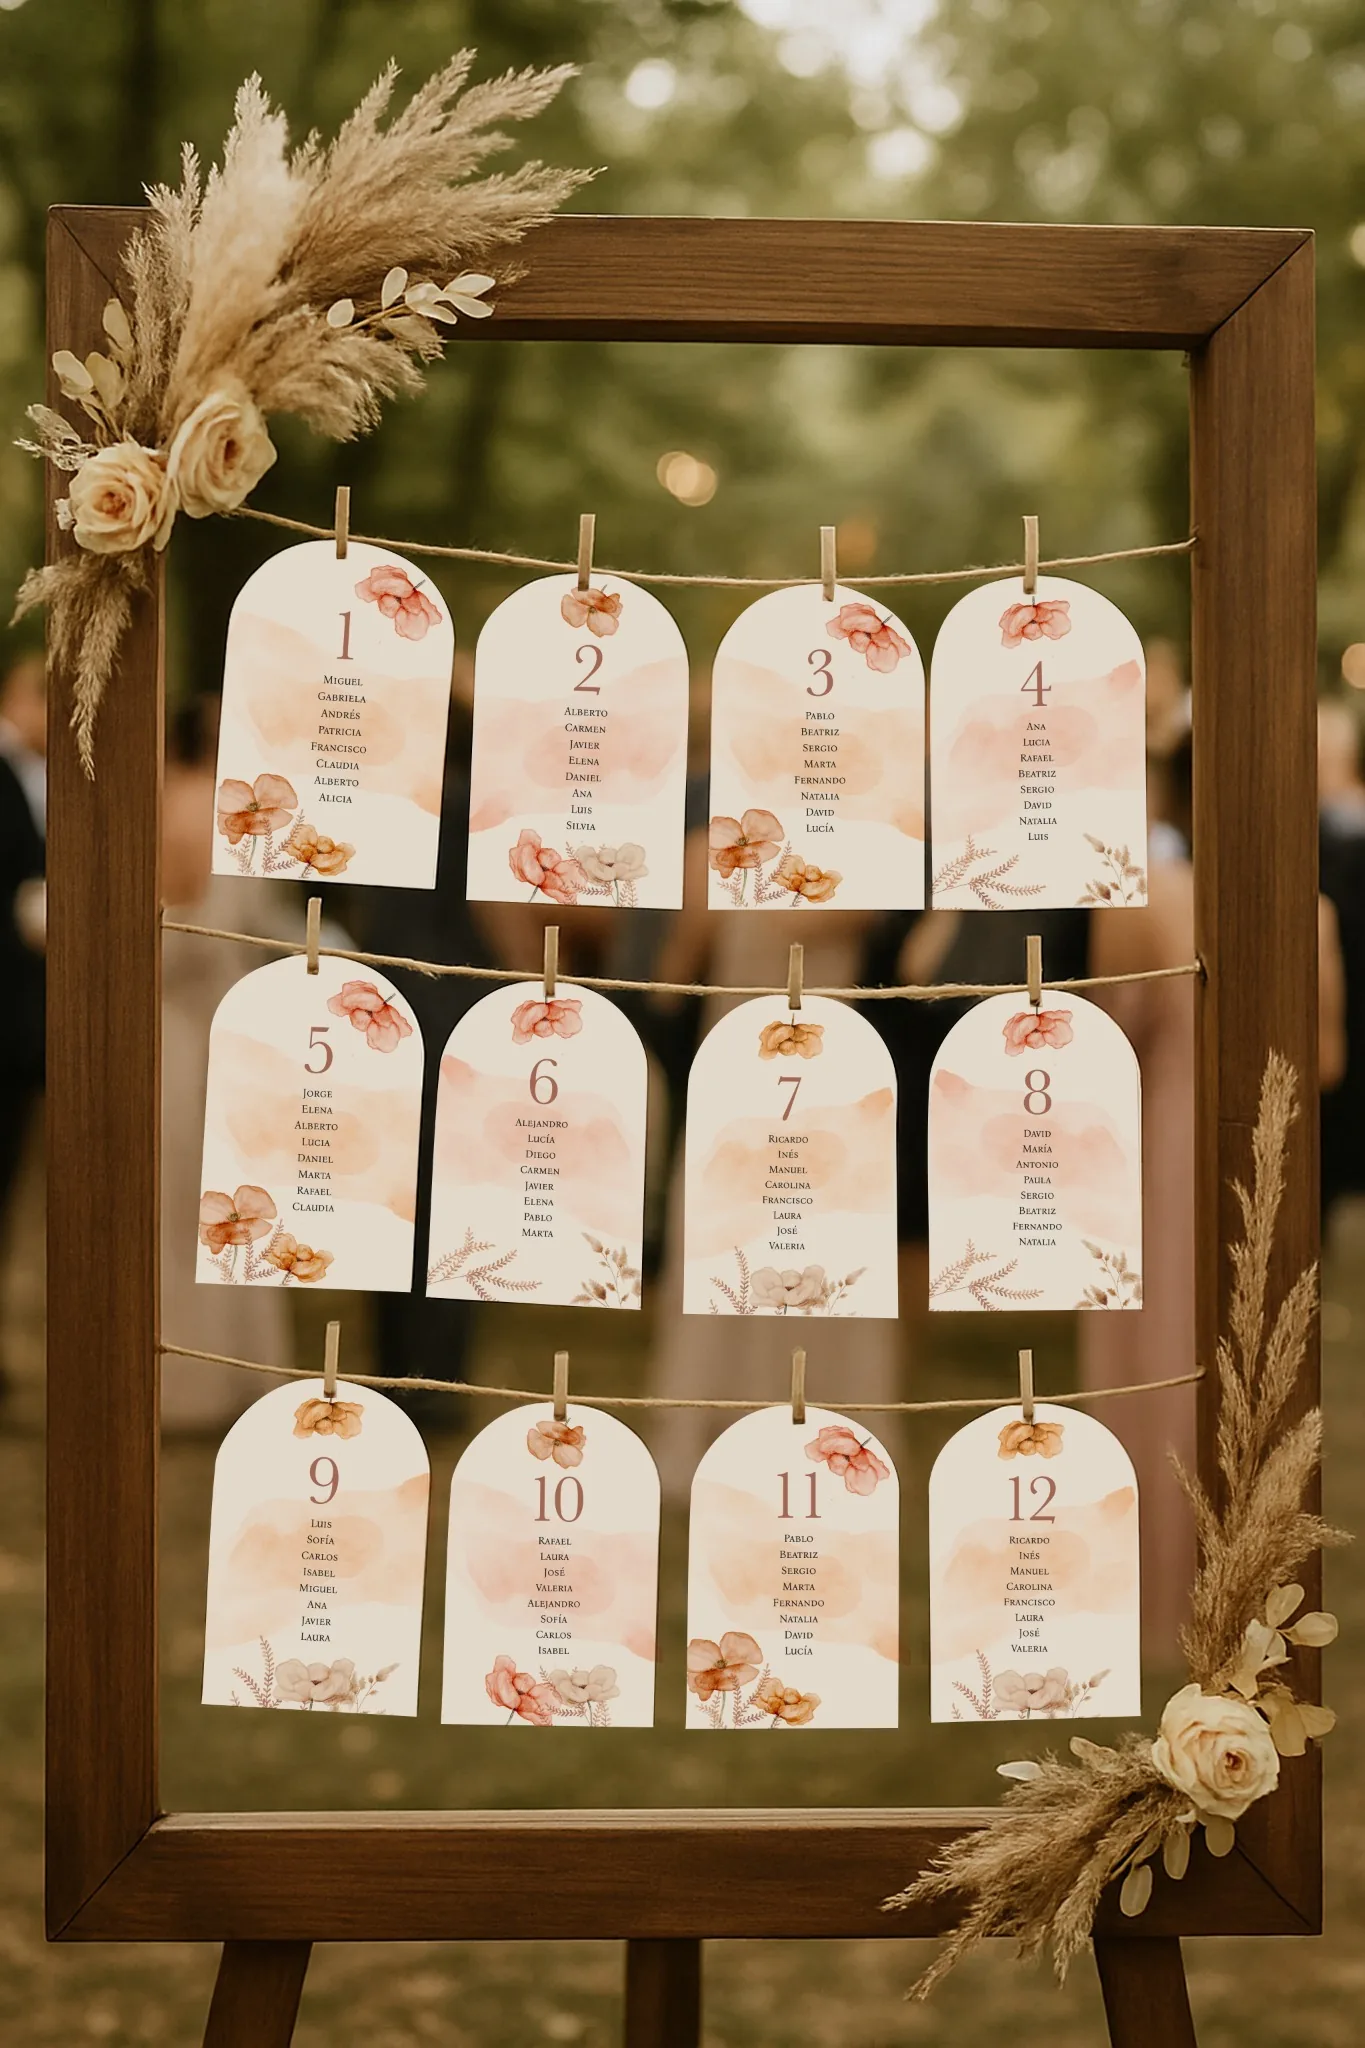 1
MIGUEL
GABRIELA
ANDRÉS
PATRICIA
FRANCISCO
CLAUDIA
ALBERTO
ALICIA
2
ALBERTO
CARMEN
JAVIER
ELENA
DANIEL
ANA
LUIS
SILVIA
3
PABLO
BEATRIZ
SERGIO
MARTA
FERNANDO
NATALIA
DAVID
LUCÍA
4
ANA
LUCIA
RAFAEL
BEATRIZ
SERGIO
DAVID
NATALIA
LUIS
5
JORGE
ELENA
ALBERTO
LUCIA
DANIEL
MARTA
RAFAEL
CLAUDIA
6
ALEJANDRO
LUCÍA
DIEGO
CARMEN
JAVIER
ELENA
PABLO
MARTA
7
RICARDO
INÉS
MANUEL
CAROLINA
FRANCISCO
LAURA
JOSÉ
VALERIA
8
DAVID
MARÍA
ANTONIO
PAULA
SERGIO
BEATRIZ
FERNANDO
NATALIA
9
LUIS
SOFÍA
CARLOS
ISABEL
MIGUEL
ANA
JAVIER
LAURA
10
RAFAEL
LAURA
JOSÉ
VALERIA
ALEJANDRO
SOFÍA
CARLOS
ISABEL
11
PABLO
BEATRIZ
SERGIO
MARTA
FERNANDO
NATALIA
DAVID
LUCÍA
12
RICARDO
INÉS
MANUEL
CAROLINA
FRANCISCO
LAURA
JOSÉ
VALERIA